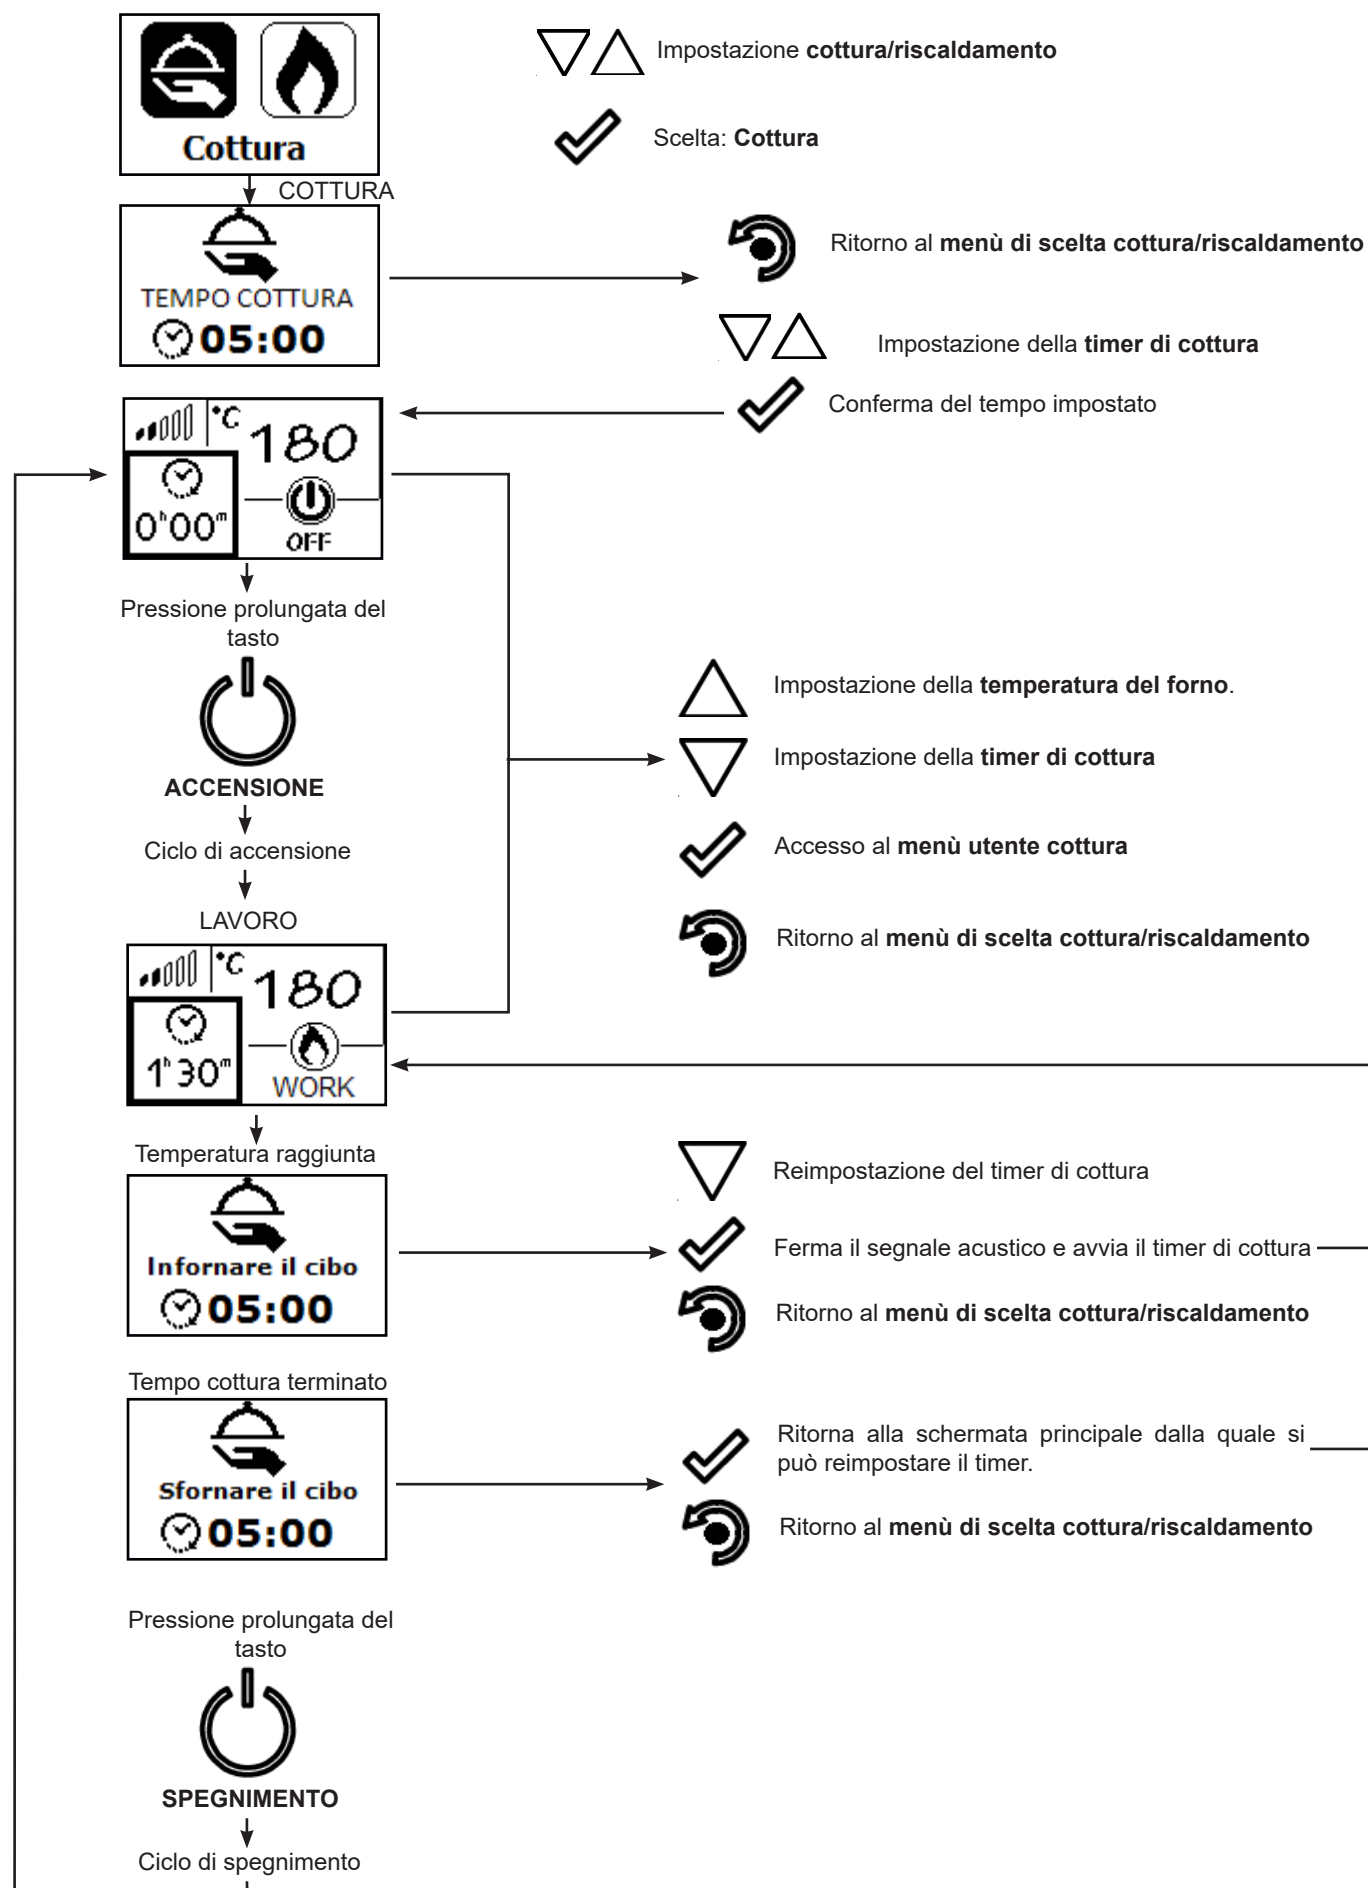 Impostazione cottura/riscaldamento
Scelta: Cottura
Cottura
COTTURA
TEMPO COTTURA
05:00
Ritorno al menù di scelta cottura/riscaldamento
Impostazione della timer di cottura
Conferma del tempo impostato
°C 180
0h00m
OFF
Pressione prolungata del
tasto
ACCENSIONE
Ciclo di accensione
LAVORO
Impostazione della temperatura del forno.
Impostazione della timer di cottura
Accesso al menù utente cottura
Ritorno al menù di scelta cottura/riscaldamento
°C 180
1h30m
WORK
Temperatura raggiunta
Infornare il cibo
05:00
Reimpostazione del timer di cottura
Ferma il segnale acustico e avvia il timer di cottura
Ritorno al menù di scelta cottura/riscaldamento
Tempo cottura terminato
Sfornare il cibo
05:00
Ritorna alla schermata principale dalla quale si
può reimpostare il timer.
Ritorno al menù di scelta cottura/riscaldamento
Pressione prolungata del
tasto
SPEGNIMENTO
Ciclo di spegnimento